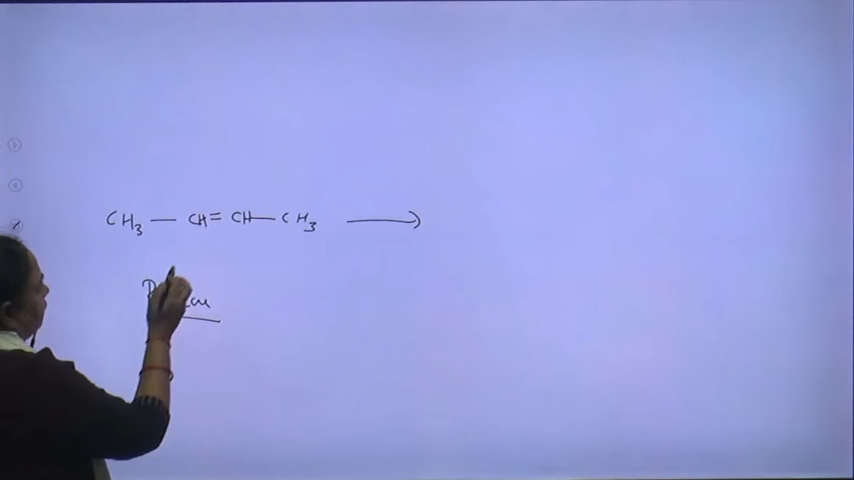 CH3 — CH = CH — CH3 ⟶